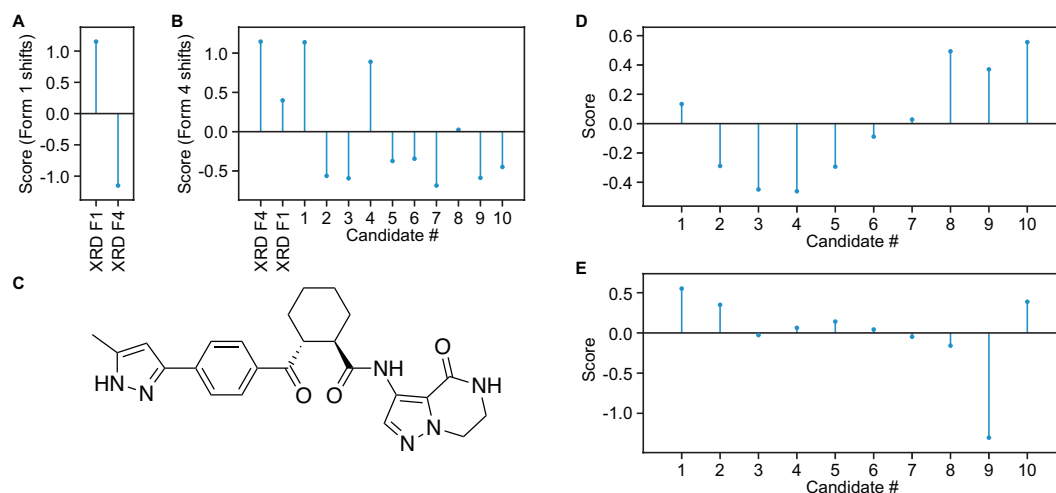 A
Score (Form 1 shifts)
1.0
0.5
0.0
-0.5
-1.0
XRD F1
XRD F4
B
Score (Form 4 shifts)
1.0
0.5
0.0
-0.5
XRD F4
XRD F1
1 2 3 4 5 6 7 8 9 10
Candidate #
C
HN
N
O
O
NH
O
NH
N
N
D
Score
0.6
0.4
0.2
0.0
-0.2
-0.4
1 2 3 4 5 6 7 8 9 10
Candidate #
E
Score
0.5
0.0
-0.5
-1.0
1 2 3 4 5 6 7 8 9 10
Candidate #